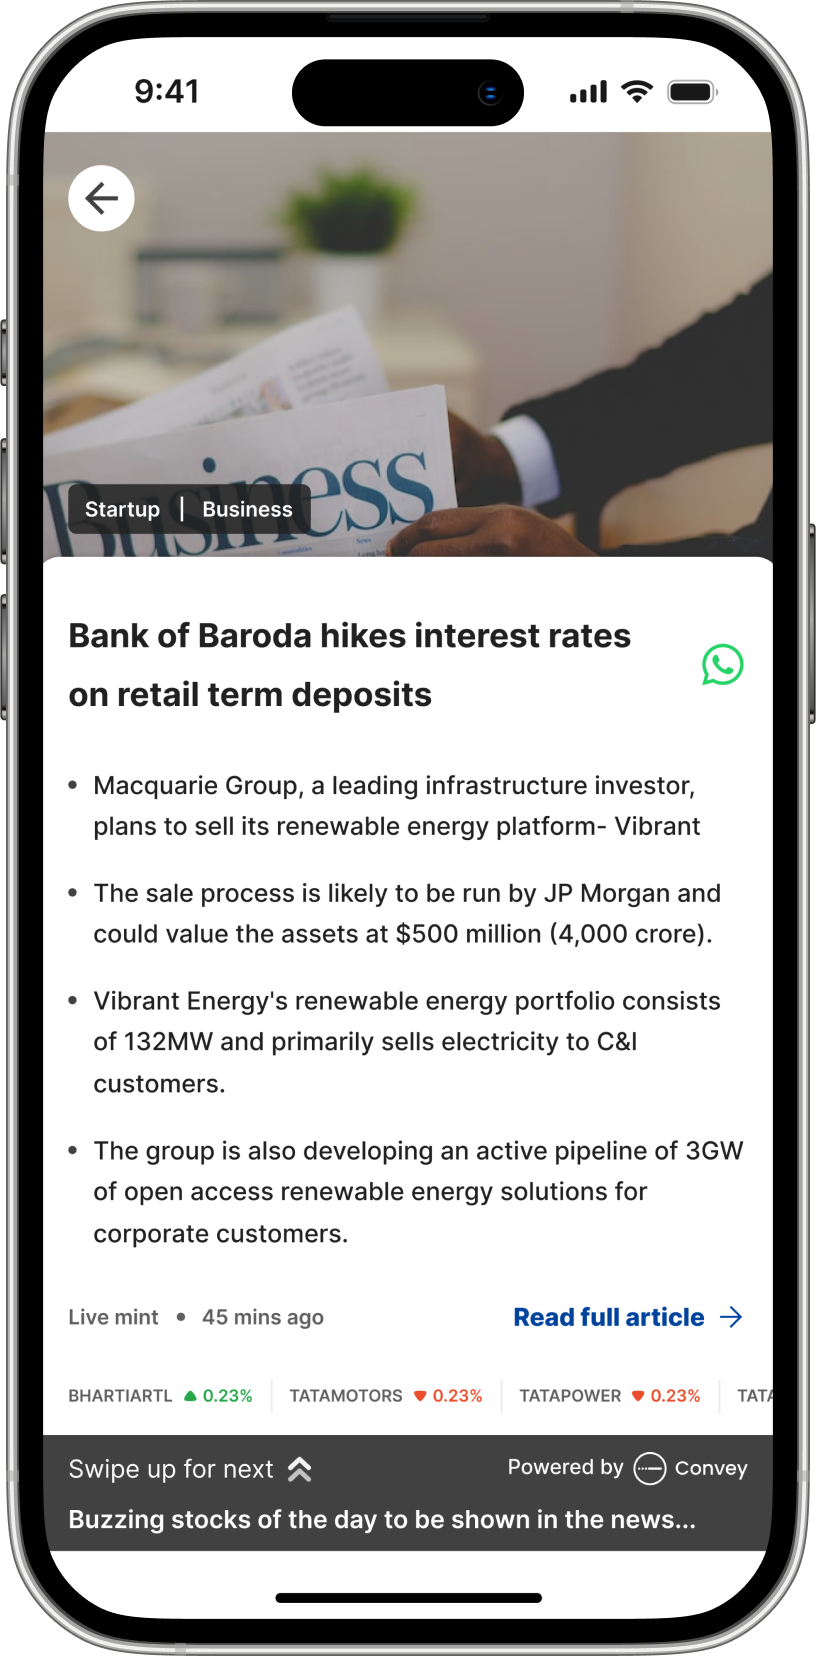 9:41
Business
Startup | Business
Bank of Baroda hikes interest rates
on retail term deposits
• Macquarie Group, a leading infrastructure investor,
plans to sell its renewable energy platform- Vibrant
• The sale process is likely to be run by JP Morgan and
could value the assets at $500 million (4,000 crore).
• Vibrant Energy's renewable energy portfolio consists
of 132MW and primarily sells electricity to C&I
customers.
• The group is also developing an active pipeline of 3GW
of open access renewable energy solutions for
corporate customers.
Live mint • 45 mins ago Read full article →
BHARTIARTL ▲ 0.23% TATAMOTORS ▼ 0.23% TATAPOWER ▼ 0.23% TATA
Swipe up for next Powered by Convey
Buzzing stocks of the day to be shown in the news...